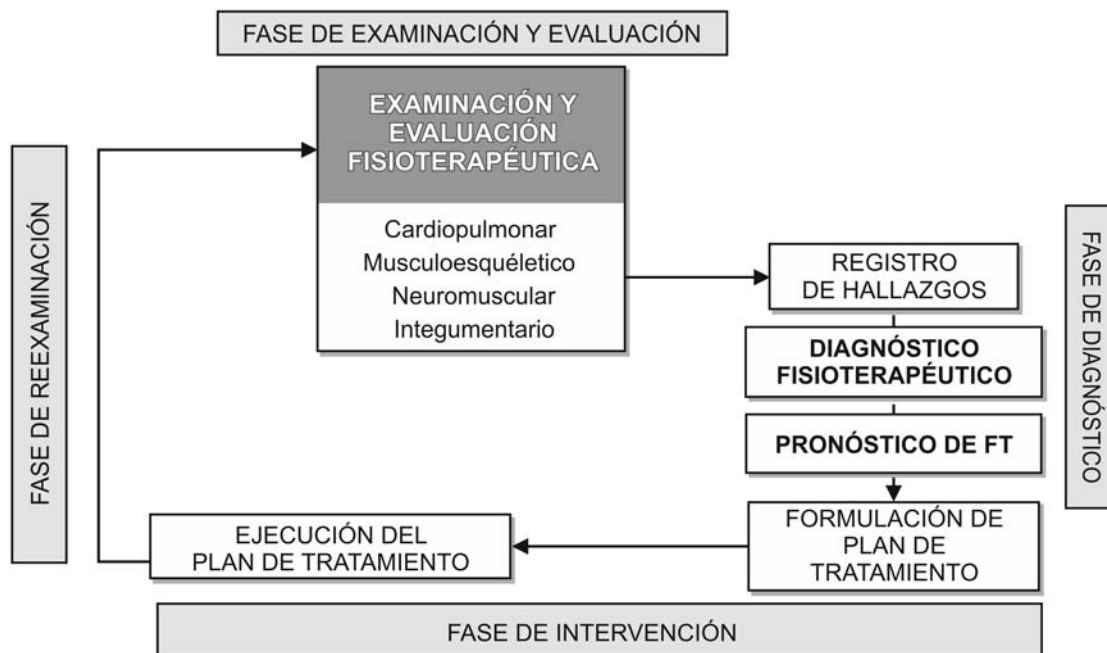 FASE DE EXAMINACIÓN Y EVALUACIÓN
EXAMINACIÓN Y
EVALUACIÓN
FISIOTERAPÉUTICA
Cardiopulmonar
Musculoesquéletico
Neuromuscular
Integumentario
REGISTRO
DE HALLAZGOS
DIAGNÓSTICO
FISIOTERAPÉUTICO
PRONÓSTICO DE FT
FORMULACIÓN DE
PLAN DE
TRATAMIENTO
FASE DE DIAGNÓSTICO
EJECUCIÓN DEL
PLAN DE TRATAMIENTO
FASE DE INTERVENCIÓN
FASE DE REEXAMINACIÓN